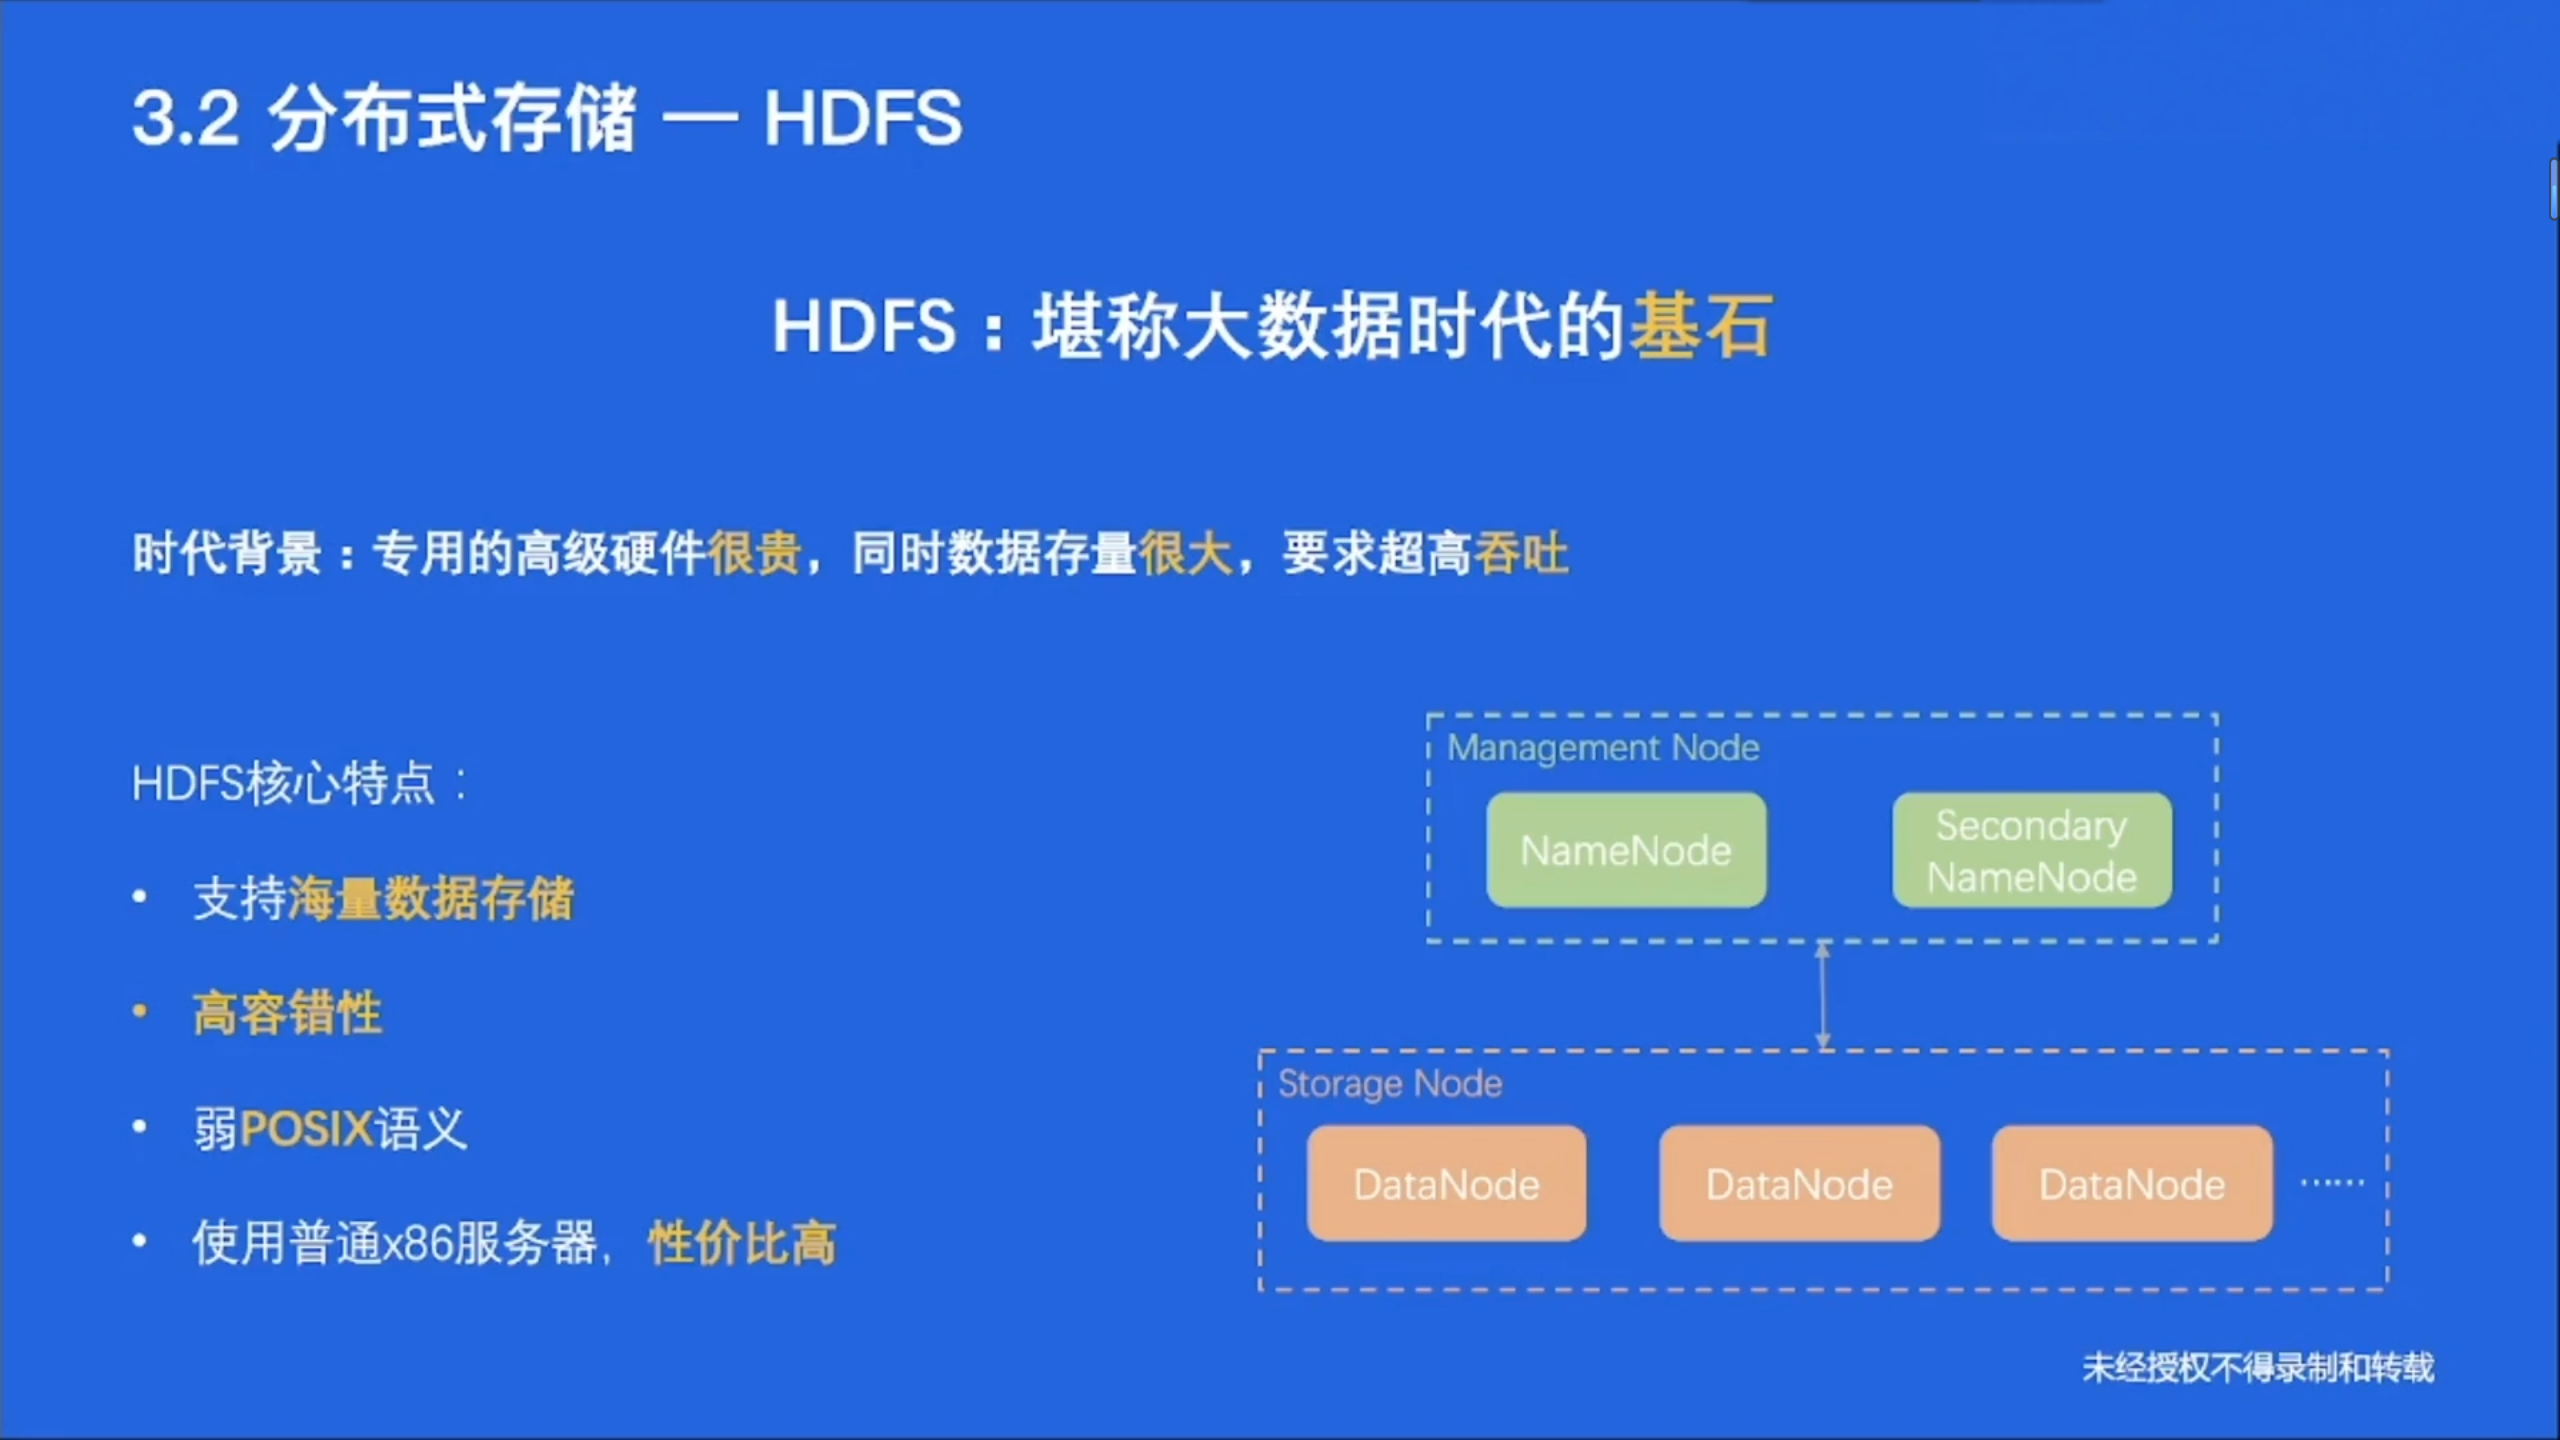 3.2 分布式存储 — HDFS
HDFS：堪称大数据时代的基石
时代背景：专用的高级硬件很贵，同时数据存量很大，要求超高吞吐
HDFS核心特点：
• 支持海量数据存储
• 高容错性
• 弱POSIX语义
• 使用普通x86服务器，性价比高
Management Node
NameNode
Secondary
NameNode
Storage Node
DataNode
DataNode
DataNode
……
未经授权不得录制和转载